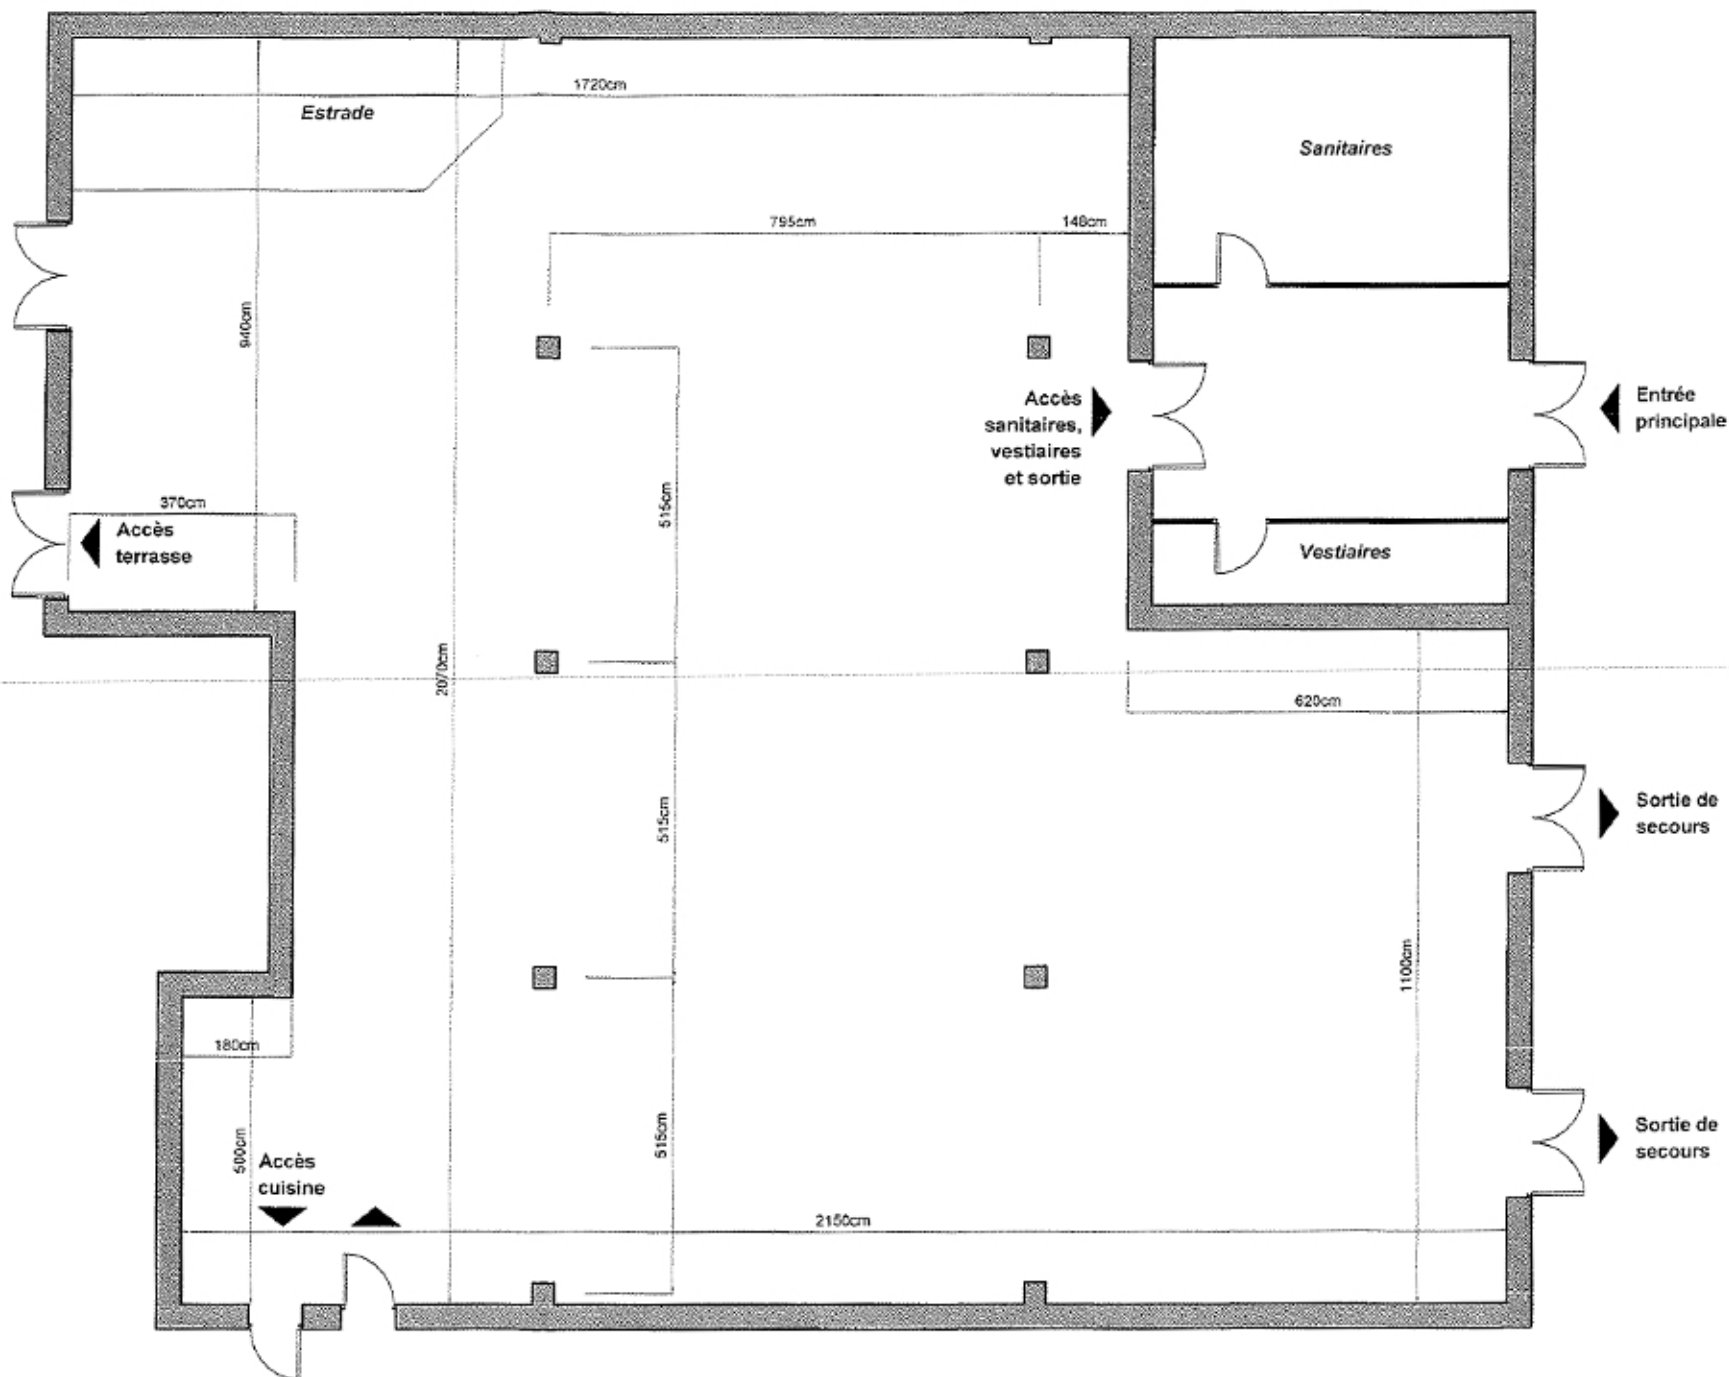 1720cm
Estrade
Sanitaires
795cm
148cm
940cm
Accès
sanitaires,
vestiaires
et sortie
Entrée
principale
370cm
Accès
terrasse
515cm
Vestiaires
2070cm
620cm
515cm
Sortie de
secours
1100cm
180cm
500cm
Accès
cuisine
515cm
Sortie de
secours
2150cm